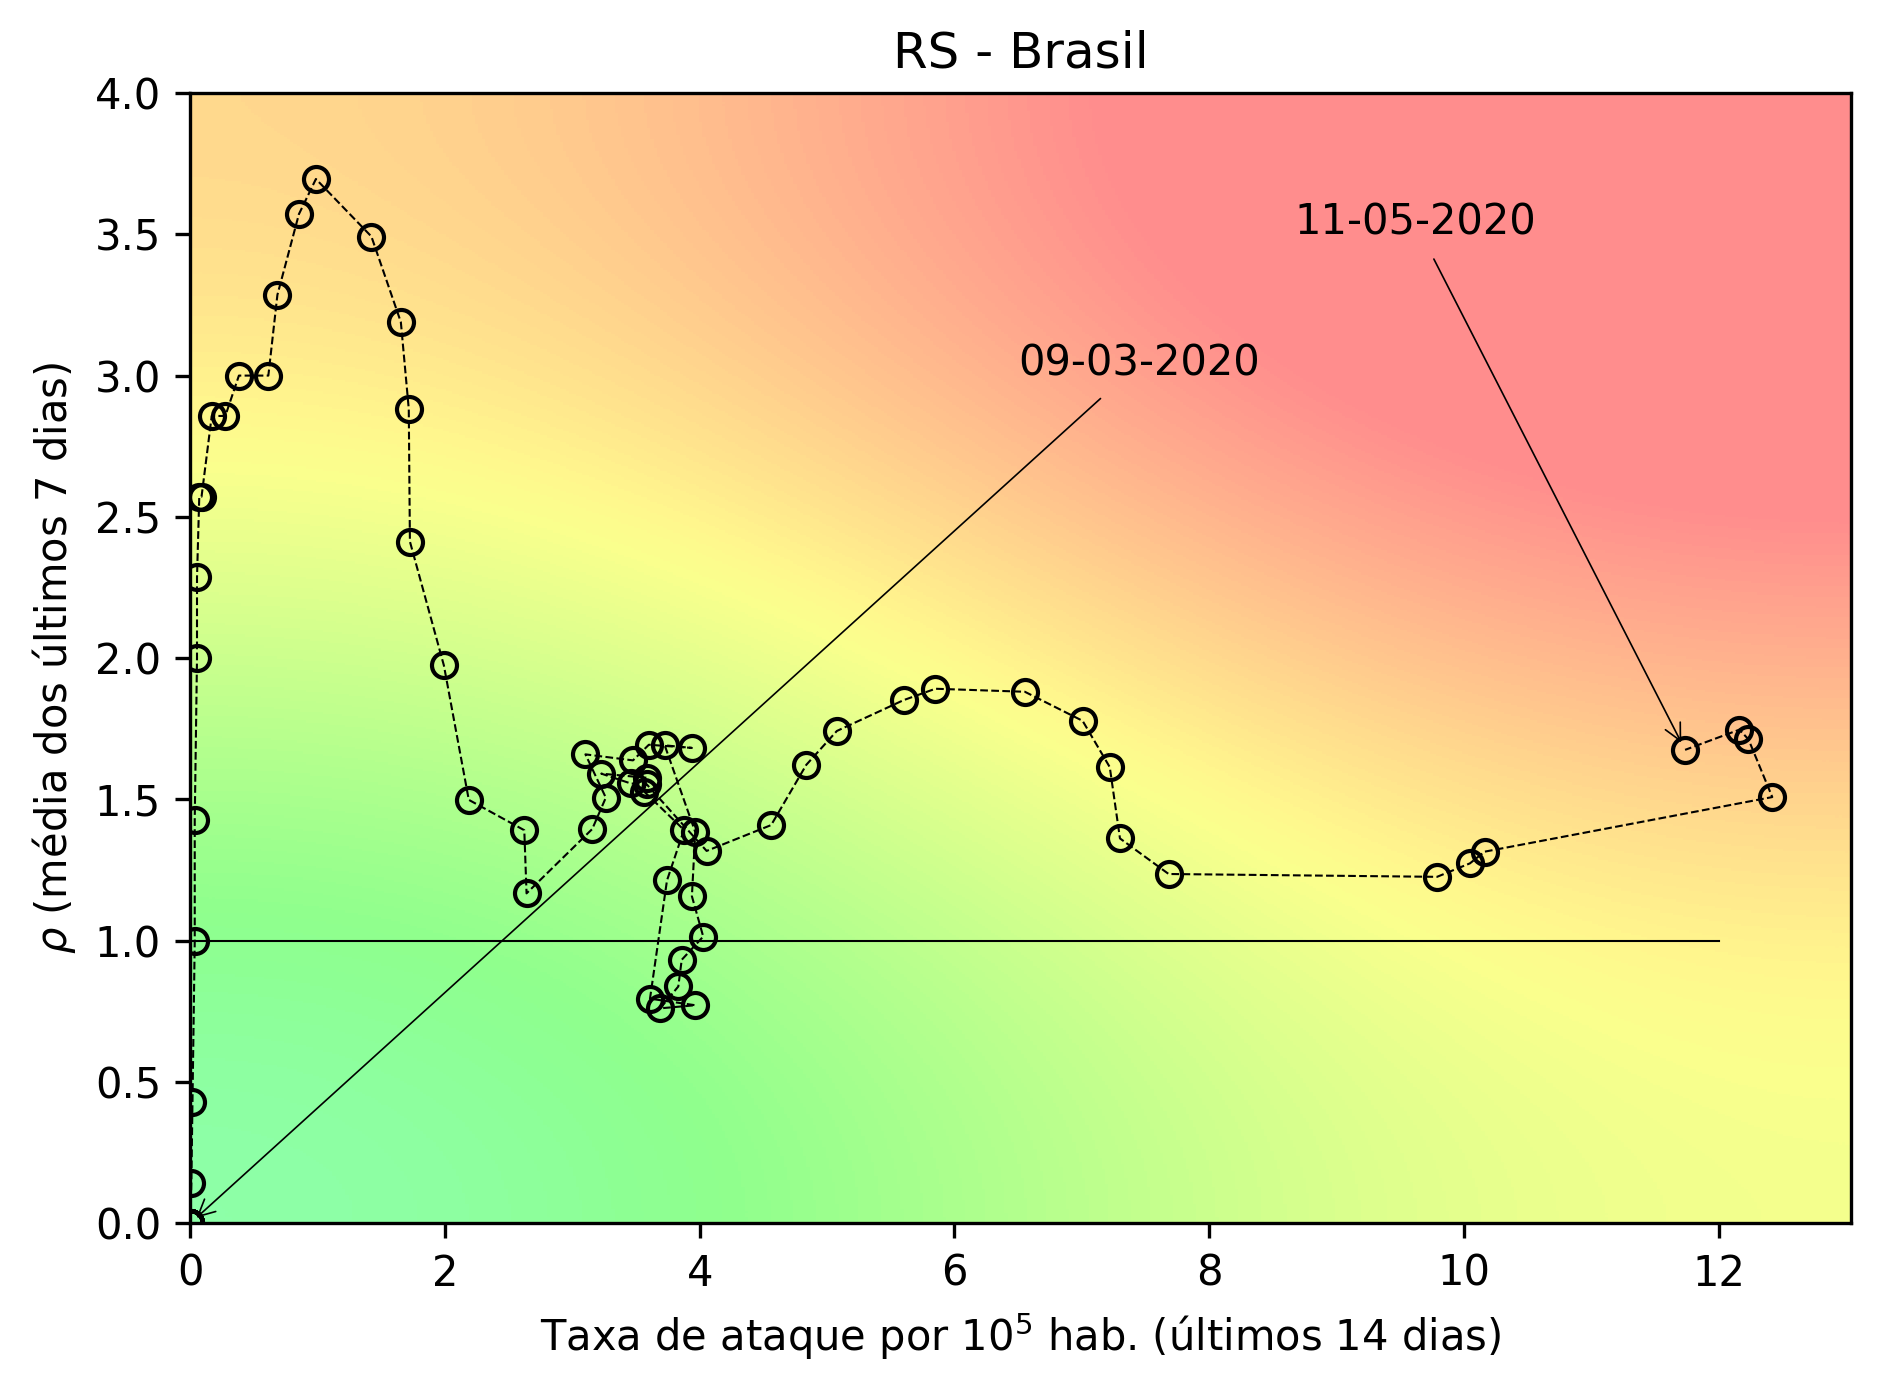 RS - Brasil
4.0
3.5
3.0
2.5
2.0
1.5
1.0
0.5
0.0
ρ (média dos últimos 7 dias)
11-05-2020
09-03-2020
0 2 4 6 8 10 12
Taxa de ataque por 10⁵ hab. (últimos 14 dias)